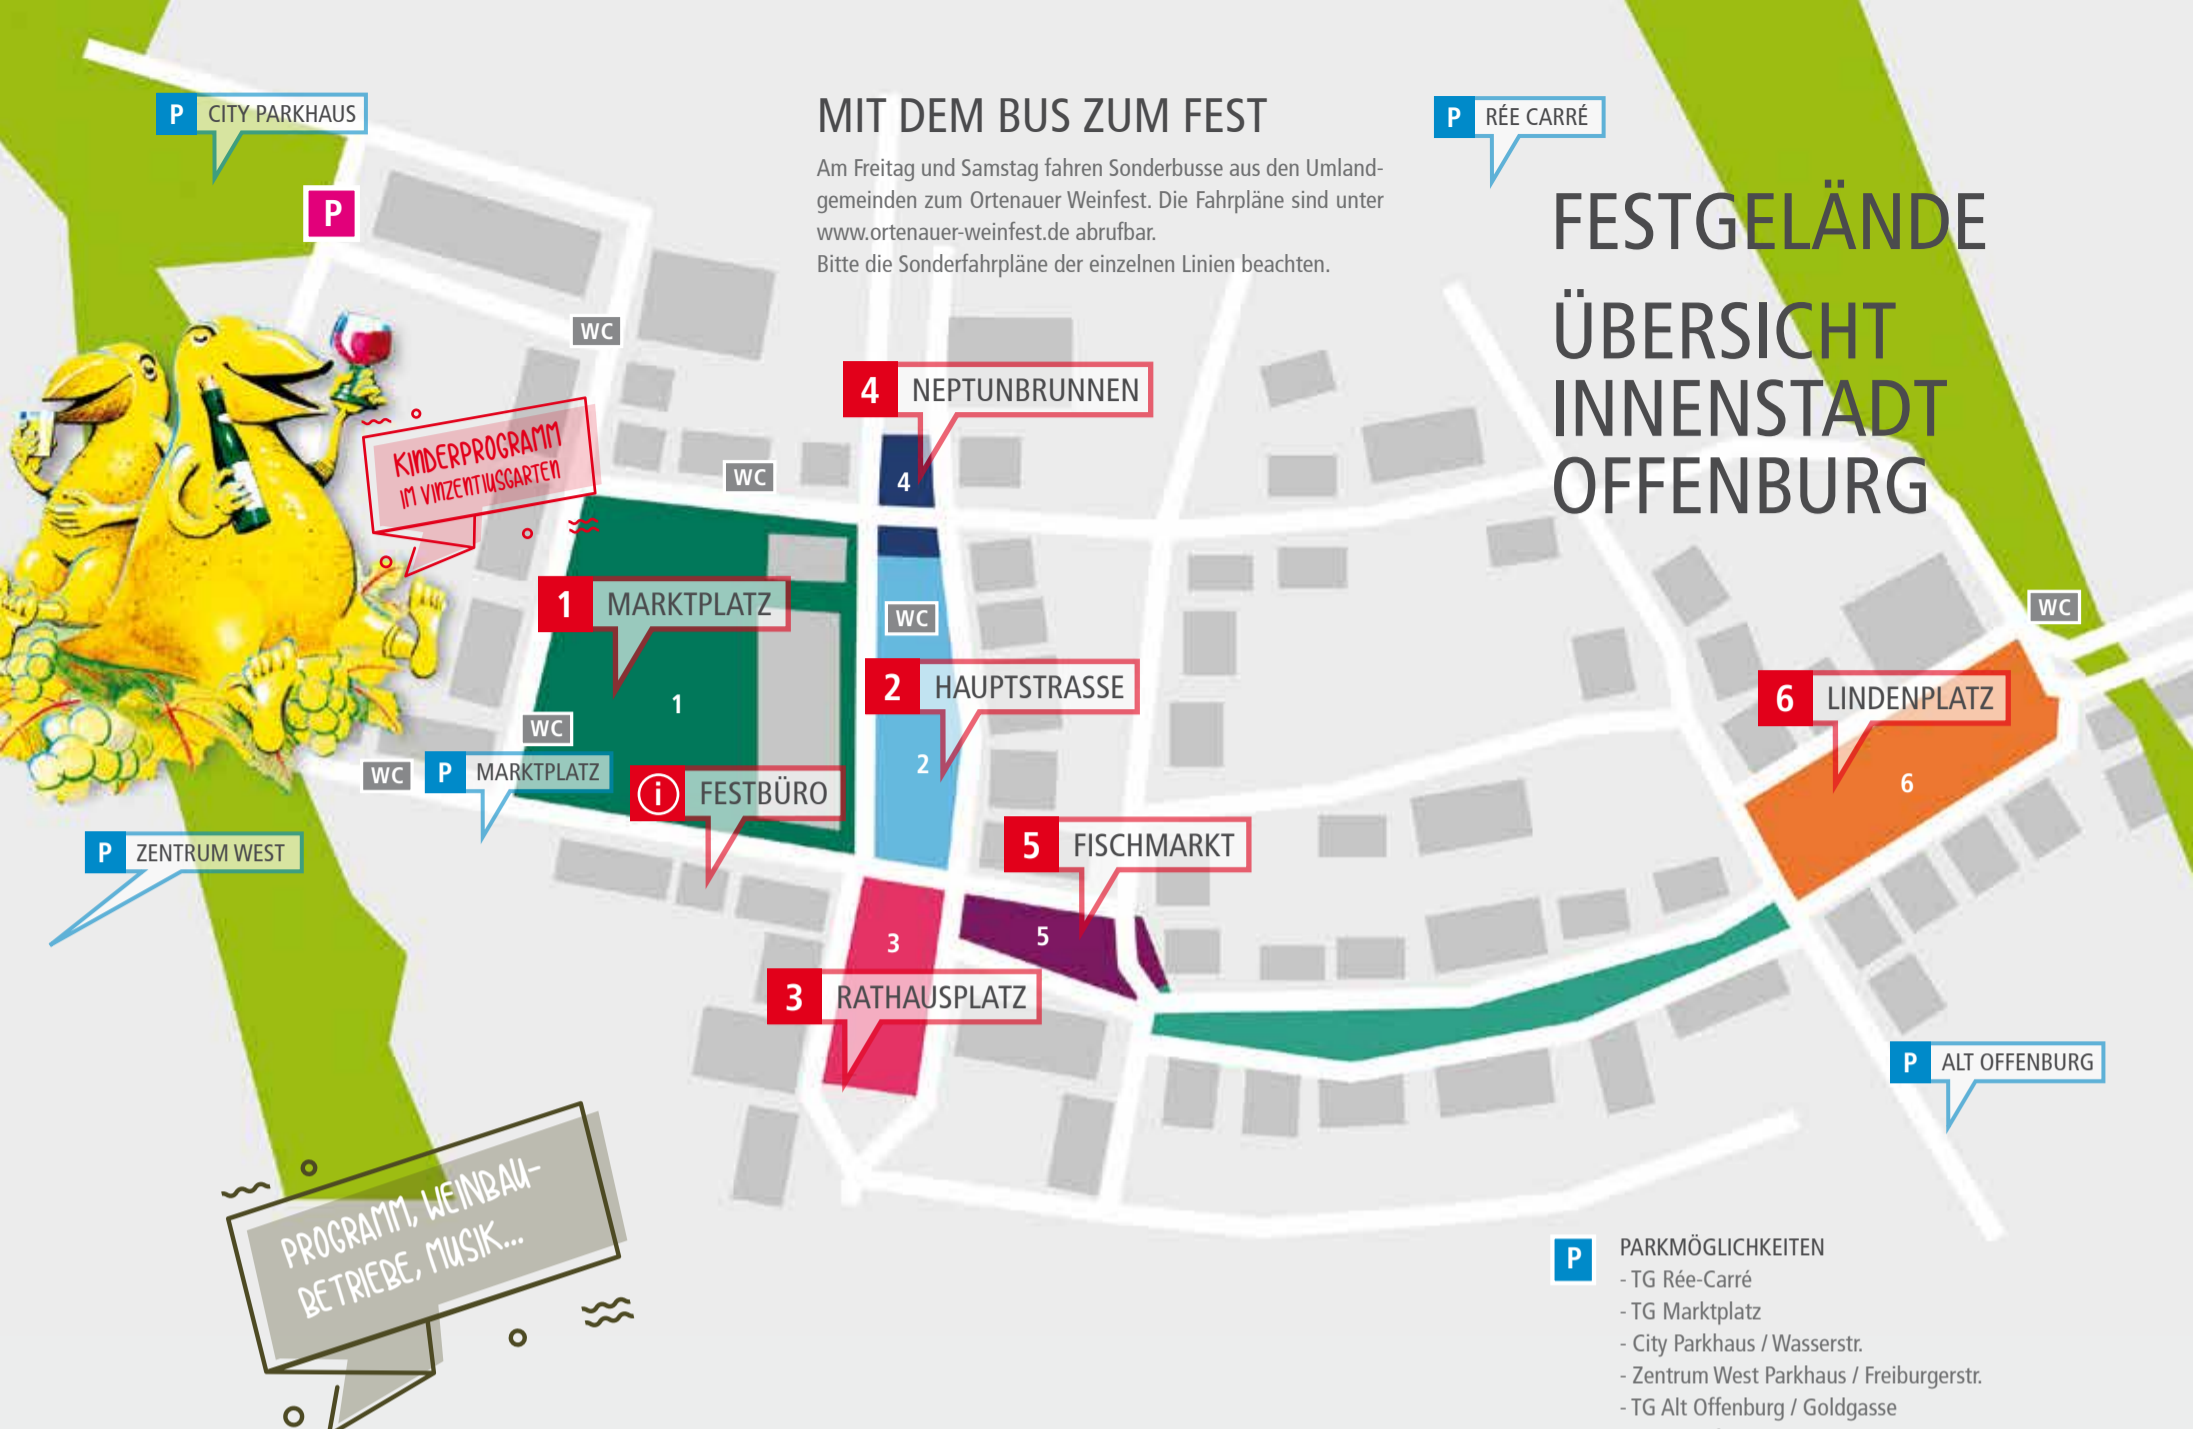 P CITY PARKHAUS
P
MIT DEM BUS ZUM FEST
Am Freitag und Samstag fahren Sonderbusse aus den Umland-
gemeinden zum Ortenauer Weinfest. Die Fahrpläne sind unter
www.ortenauer-weinfest.de abrufbar.
Bitte die Sonderfahrpläne der einzelnen Linien beachten.
P RÉE CARRÉ
FESTGELÄNDE
ÜBERSICHT
INNENSTADT
OFFENBURG
WC
4 NEPTUNBRUNNEN
KINDERPROGRAMM
IM VINZENTIUSGARTEN
WC
4
1 MARKTPLATZ
WC
WC
2 HAUPTSTRASSE
1
6 LINDENPLATZ
WC
WC
P MARKTPLATZ
2
i FESTBÜRO
6
P ZENTRUM WEST
5 FISCHMARKT
3
5
3 RATHAUSPLATZ
P ALT OFFENBURG
PROGRAMM, WEINBAU-
BETRIEBE, MUSIK...
P PARKMÖGLICHKEITEN
- TG Rée-Carré
- TG Marktplatz
- City Parkhaus / Wasserstr.
- Zentrum West Parkhaus / Freiburgerstr.
- TG Alt Offenburg / Goldgasse